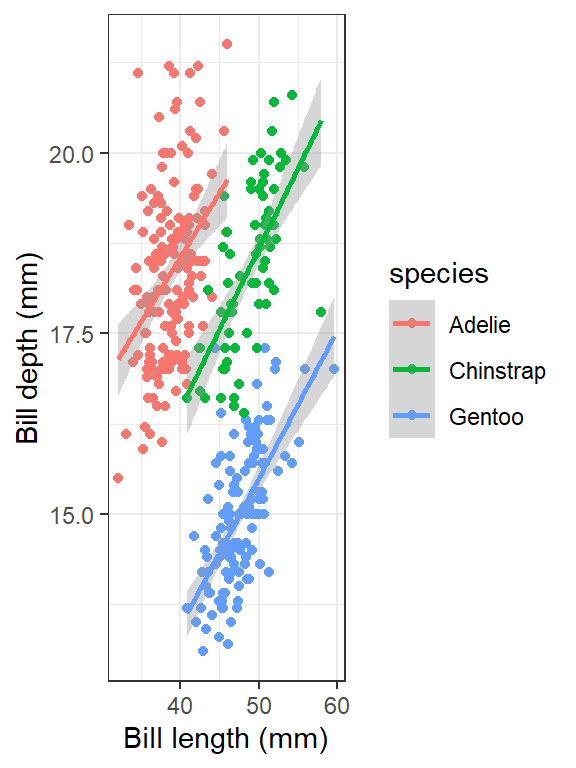 Bill depth (mm)
20.0
17.5
15.0
40 50 60
Bill length (mm)
species
Adelie
Chinstrap
Gentoo